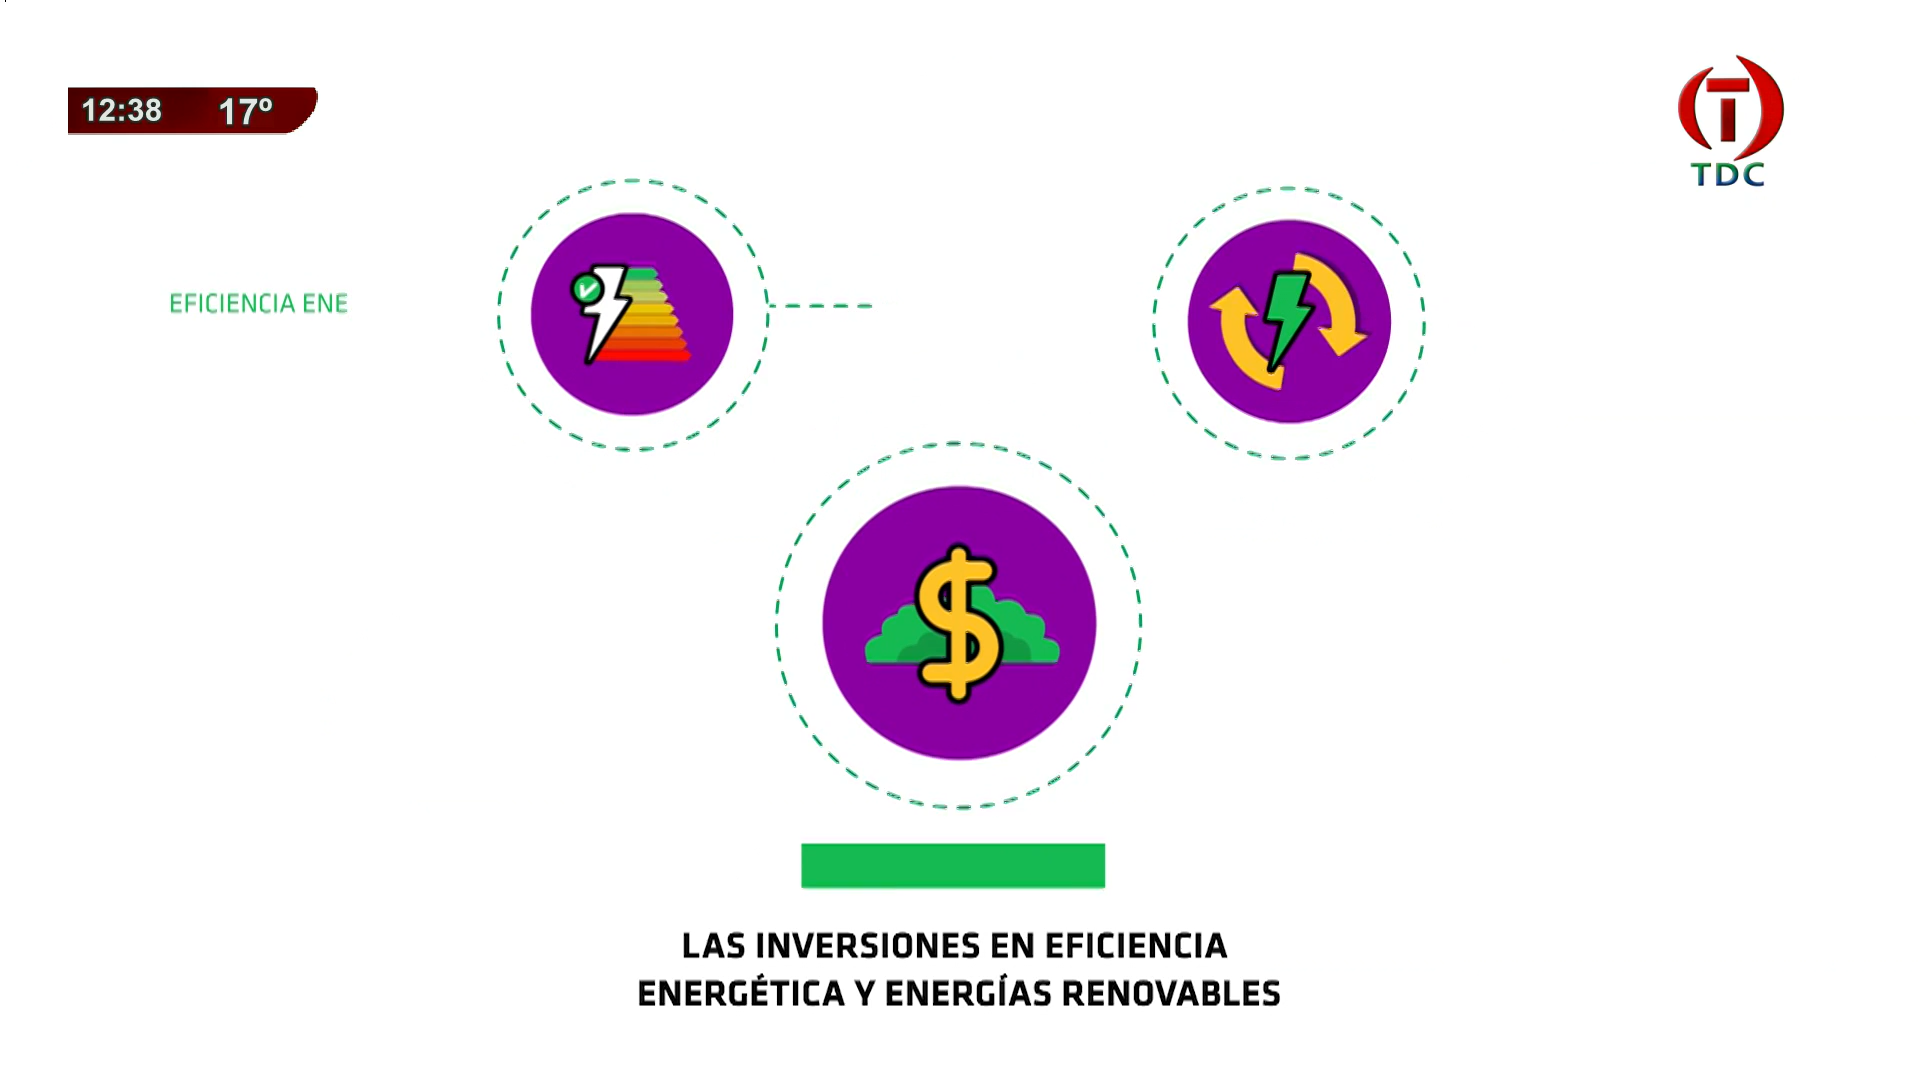 12:38 17º
T
TDC
EFICIENCIA ENE
$
LAS INVERSIONES EN EFICIENCIA
ENERGÉTICA Y ENERGÍAS RENOVABLES